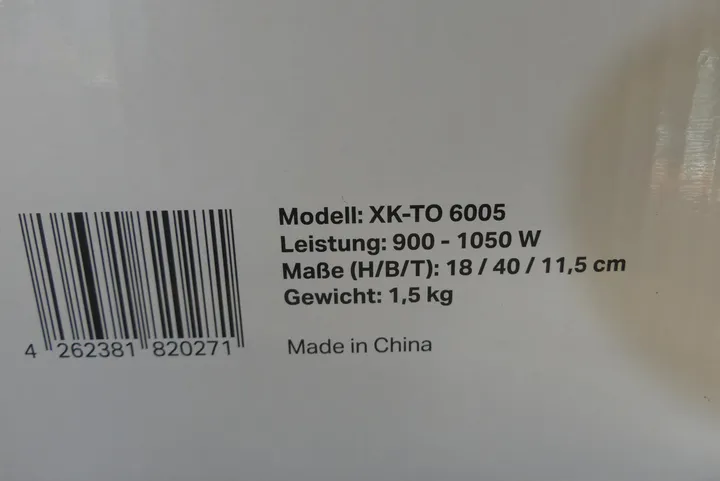 Modell: XK-TO 6005
Leistung: 900 - 1050 W
Maße (H/B/T): 18 / 40 / 11,5 cm
Gewicht: 1,5 kg
Made in China
4 262381 820271